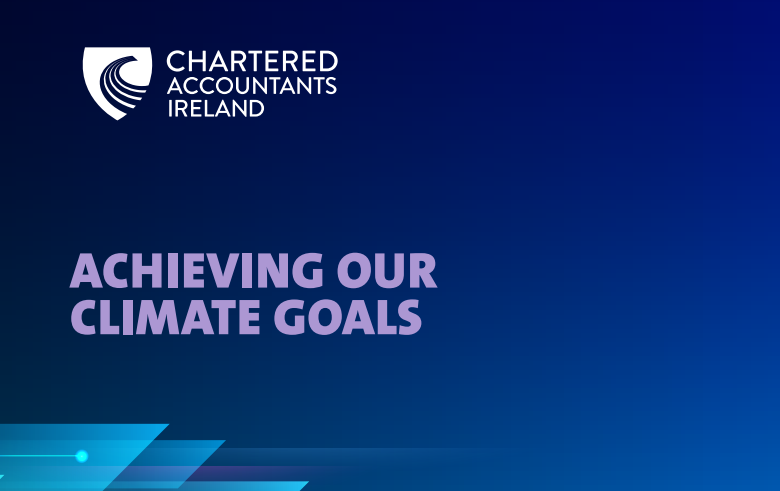 CHARTERED
ACCOUNTANTS
IRELAND
ACHIEVING OUR
CLIMATE GOALS